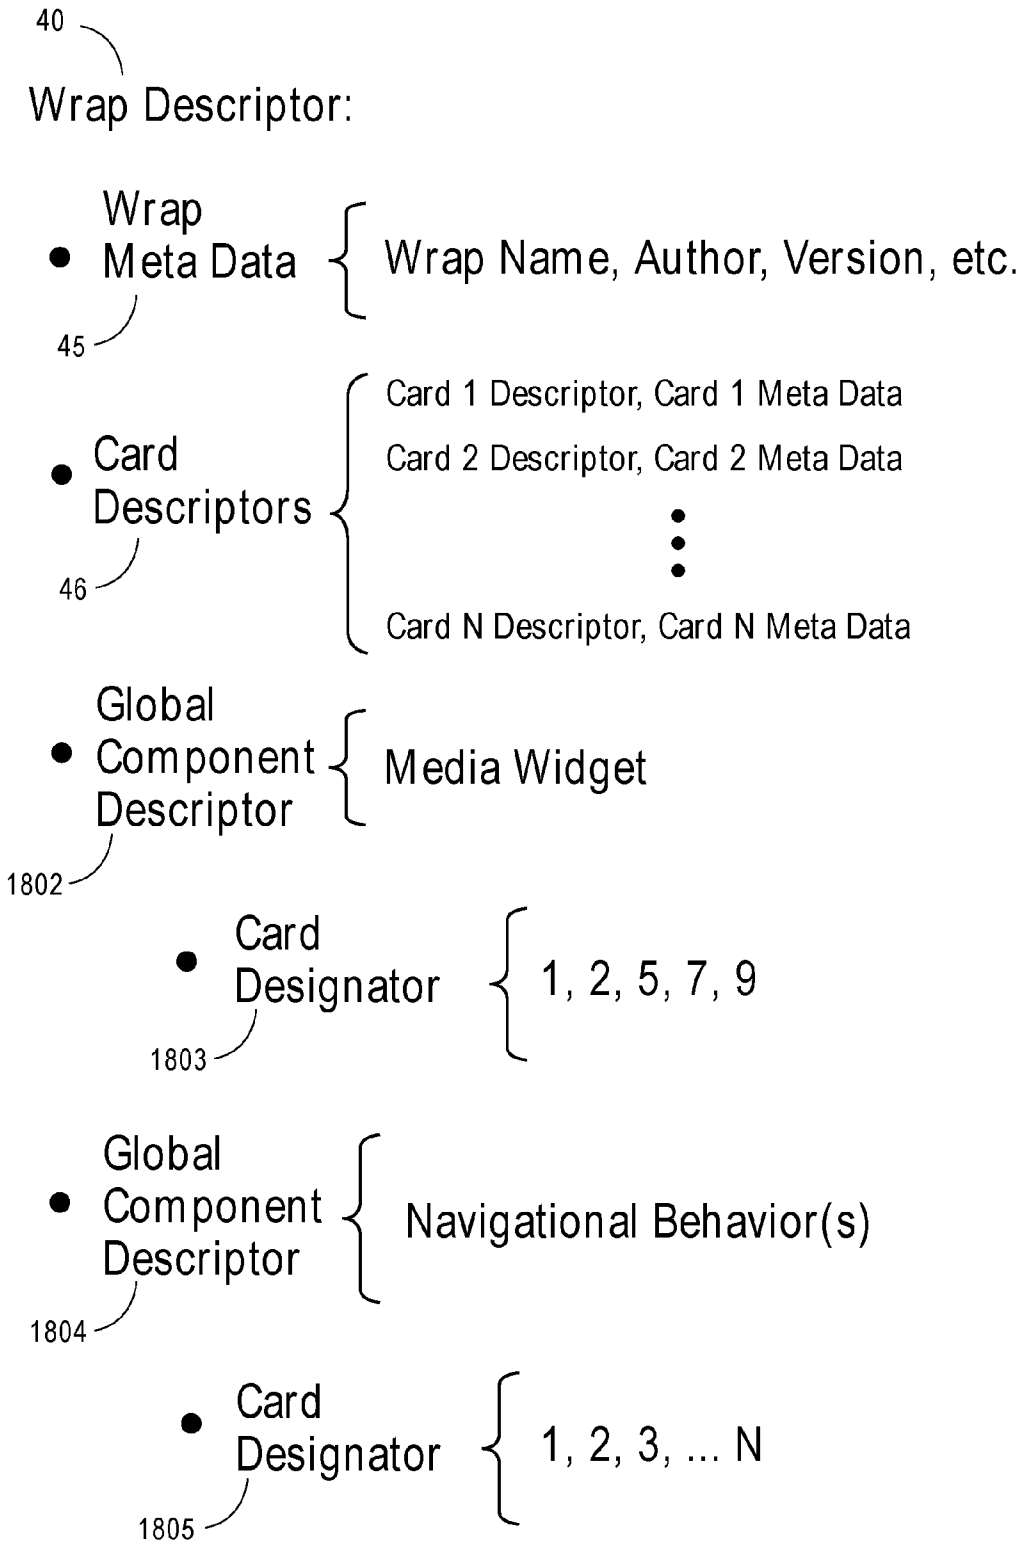 40
Wrap Descriptor:
Wrap
Meta Data
Wrap Name, Author, Version, etc.
45
Card 1 Descriptor, Card 1 Meta Data
Card 2 Descriptor, Card 2 Meta Data
Card
Descriptors
46
Card N Descriptor, Card N Meta Data
Global
Component
Descriptor
Media Widget
1802
Card
Designator
1, 2, 5, 7, 9
1803
Global
Component
Descriptor
Navigational Behavior(s)
1804
Card
Designator
1, 2, 3, ... N
1805